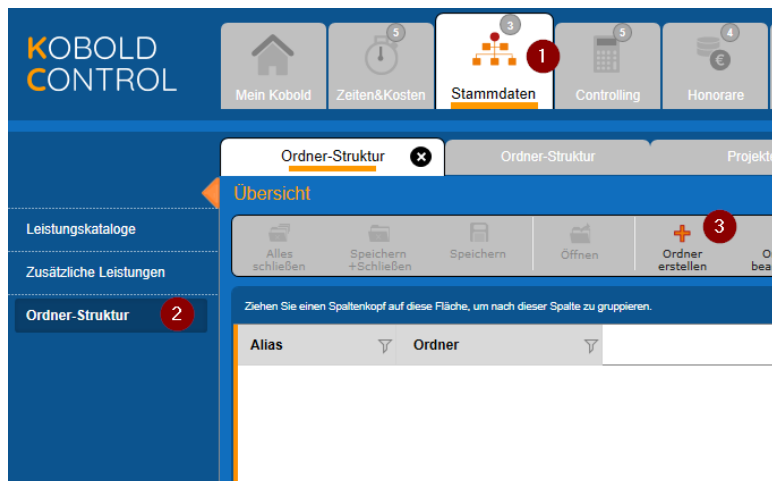 KOBOLD
CONTROL
5
3
5
4
1
Mein Kobold
Zeiten&Kosten
Stammdaten
Controlling
Honorare
Ordner-Struktur
Ordner-Struktur
Projekte
Übersicht
Leistungskataloge
Zusätzliche Leistungen
Ordner-Struktur
2
Alles
schließen
Speichern
+Schließen
Speichern
Öffnen
Ordner
erstellen
3
Ziehen Sie einen Spaltenkopf auf diese Fläche, um nach dieser Spalte zu gruppieren.
Alias
Ordner